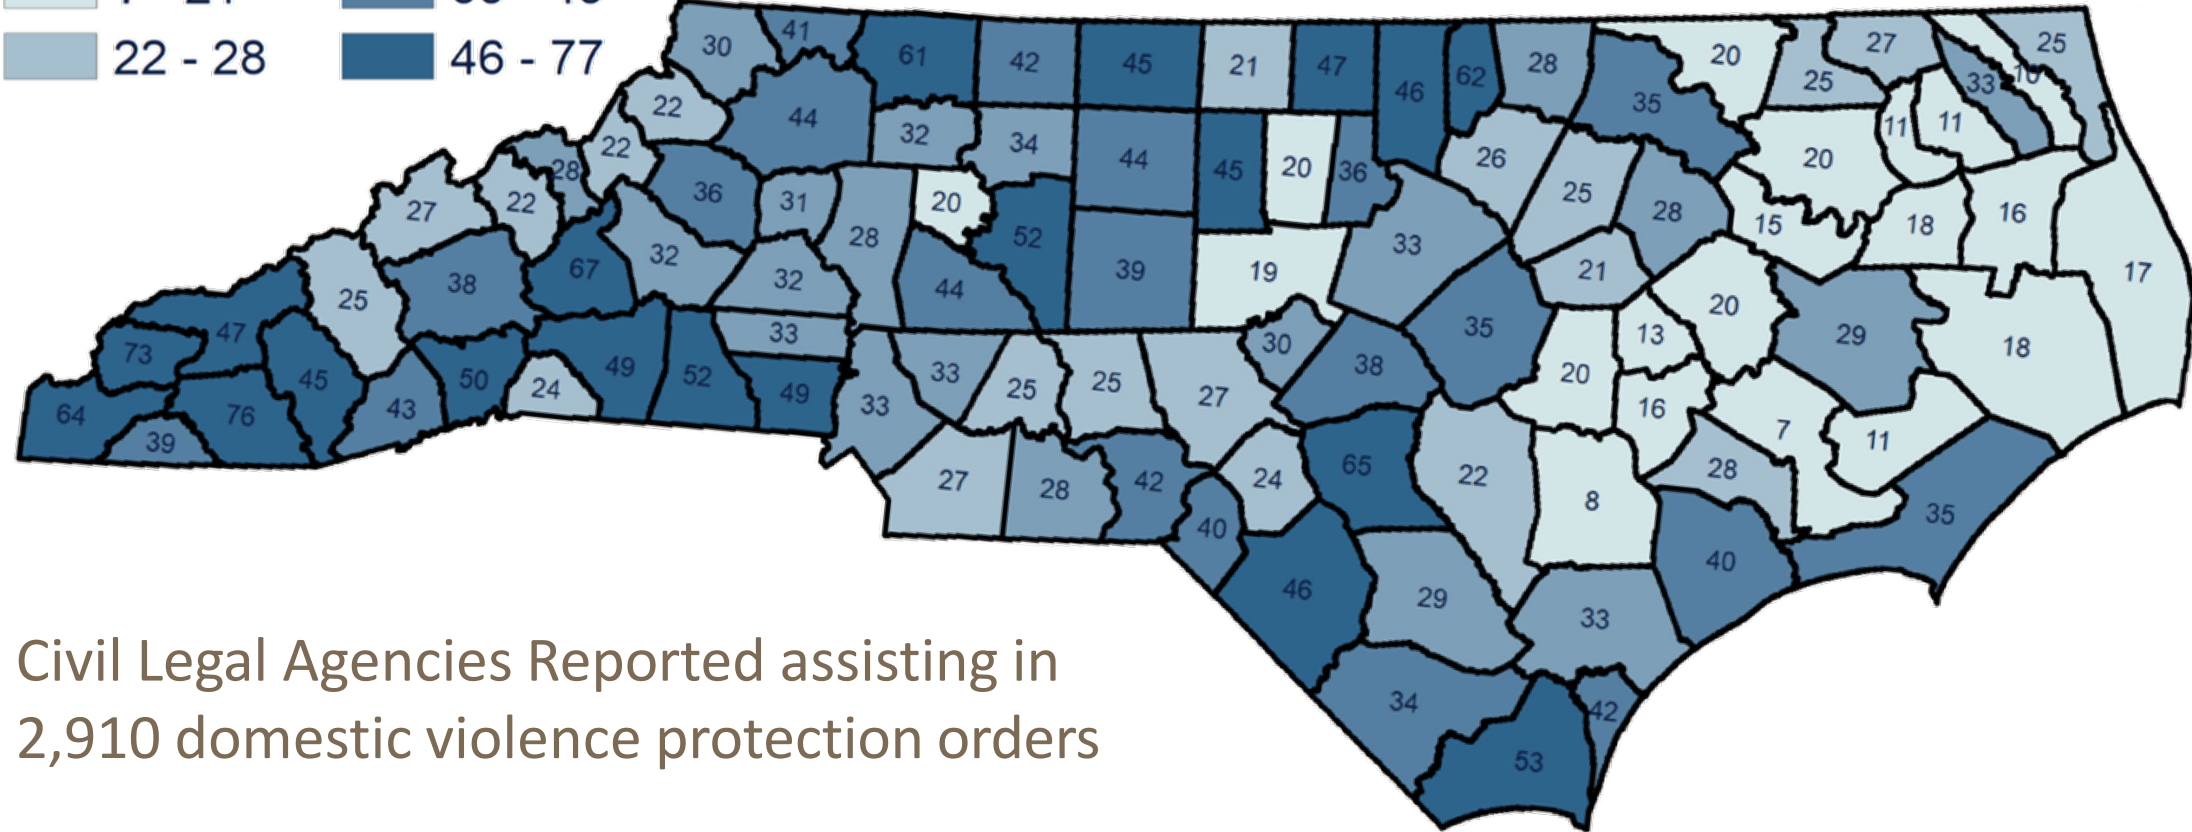 22 - 28 46 - 77
41
30 61 42 45 21 47 46 62 28 20 25 27 33 25
22 44 32 34 44 45 20 36 26 35 20 11 11
22 28 36 31 20 52 39 19 33 25 28 15 18 16 17
27 22 32 28 44 21 20 29 18
25 38 67 32 33 30 38 35 13
47 73 45 50 24 49 52 49 33 33 25 25 27 20 16 7 11
64 39 76 43 27 28 42 24 65 22 8 28 35
40 46 29 33 40
34 42
53
Civil Legal Agencies Reported assisting in
2,910 domestic violence protection orders